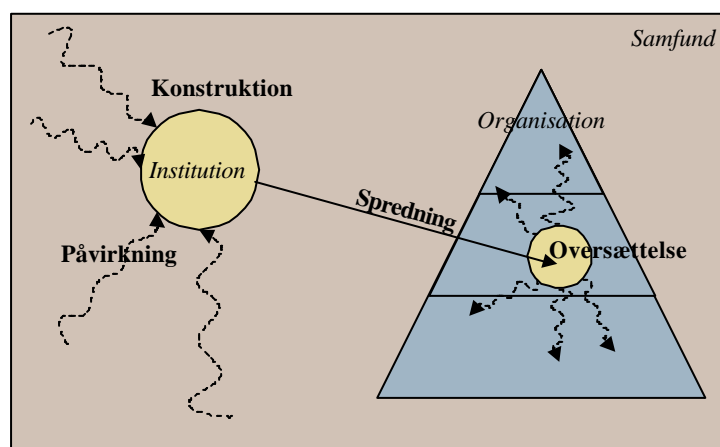 Samfund
Konstruktion
Organisation
Institution
Spredning
Påvirkning
Oversættelse